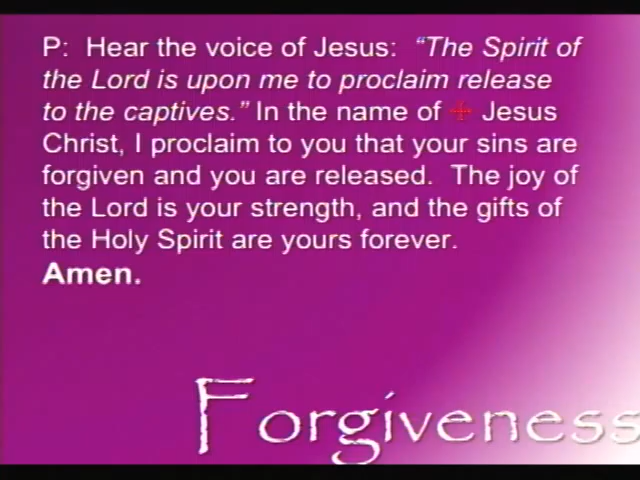 P:  Hear the voice of Jesus:  “The Spirit of
the Lord is upon me to proclaim release
to the captives.” In the name of ☩ Jesus
Christ, I proclaim to you that your sins are
forgiven and you are released.  The joy of
the Lord is your strength, and the gifts of
the Holy Spirit are yours forever.
Amen.
Forgiveness